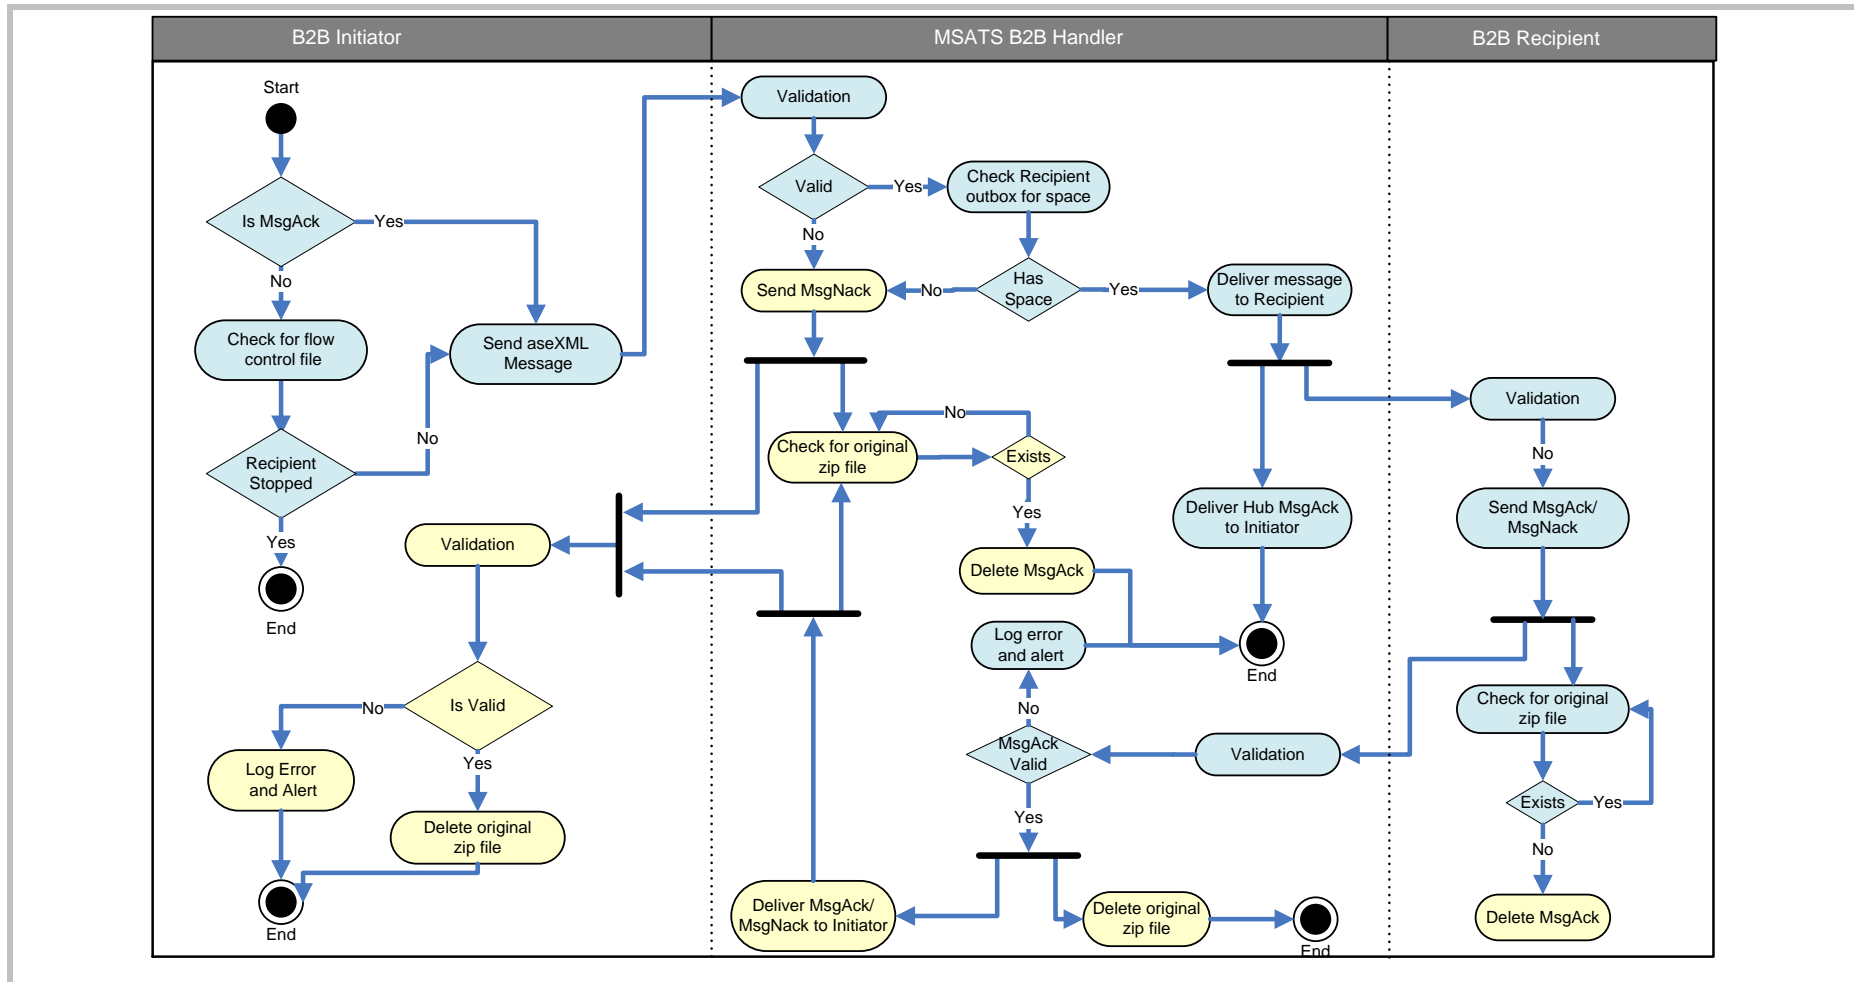 B2B Initiator
MSATS B2B Handler
B2B Recipient
Start
Is MsgAck
Yes
No
Check for flow
control file
Send aseXML
Message
No
Recipient
Stopped
Yes
End
Validation
Is Valid
No
Yes
Log Error
and Alert
Delete original
zip file
End
Validation
Valid
Yes
Check Recipient
outbox for space
No
Send MsgNack
No
Has
Space
Yes
Deliver message
to Recipient
No
Check for original
zip file
Exists
Yes
Delete MsgAck
Deliver Hub MsgAck
to Initiator
Log error
and alert
End
No
MsgAck
Valid
Validation
Yes
Deliver MsgAck/
MsgNack to Initiator
Delete original
zip file
End
Validation
No
Send MsgAck/
MsgNack
Check for original
zip file
Exists
Yes
No
Delete MsgAck